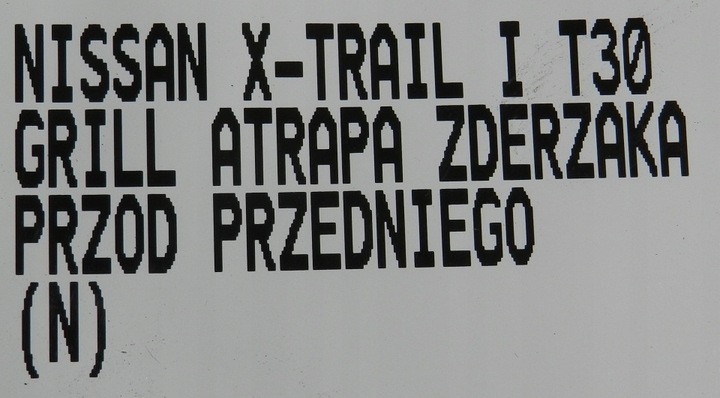 NISSAN X-TRAIL I T30
GRILL ATRAPA ZDERZAKA
PRZOD PRZEDNIEGO
(N)